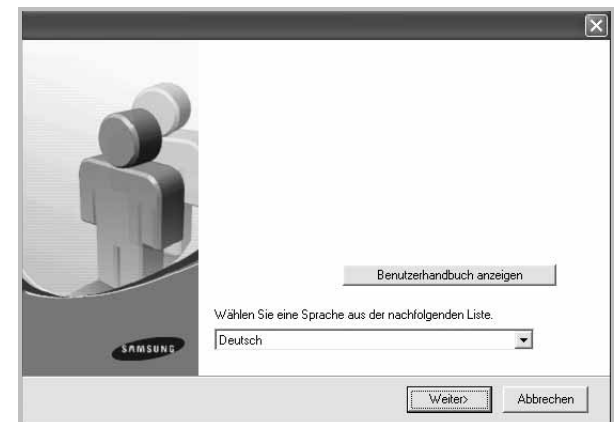 Benutzerhandbuch anzeigen
Wählen Sie eine Sprache aus der nachfolgenden Liste.
Deutsch
SAMSUNG
Weiter>
Abbrechen